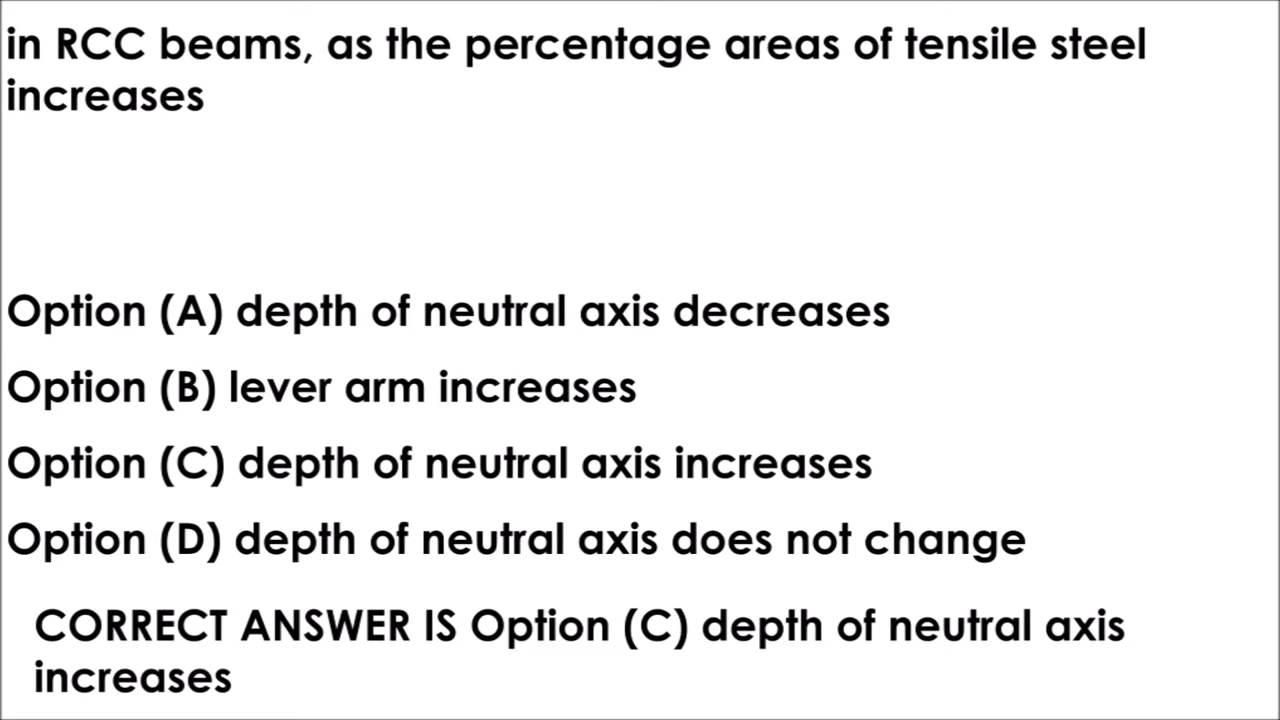 in RCC beams, as the percentage areas of tensile steel
increases
Option (A) depth of neutral axis decreases
Option (B) lever arm increases
Option (C) depth of neutral axis increases
Option (D) depth of neutral axis does not change
CORRECT ANSWER IS Option (C) depth of neutral axis
increases